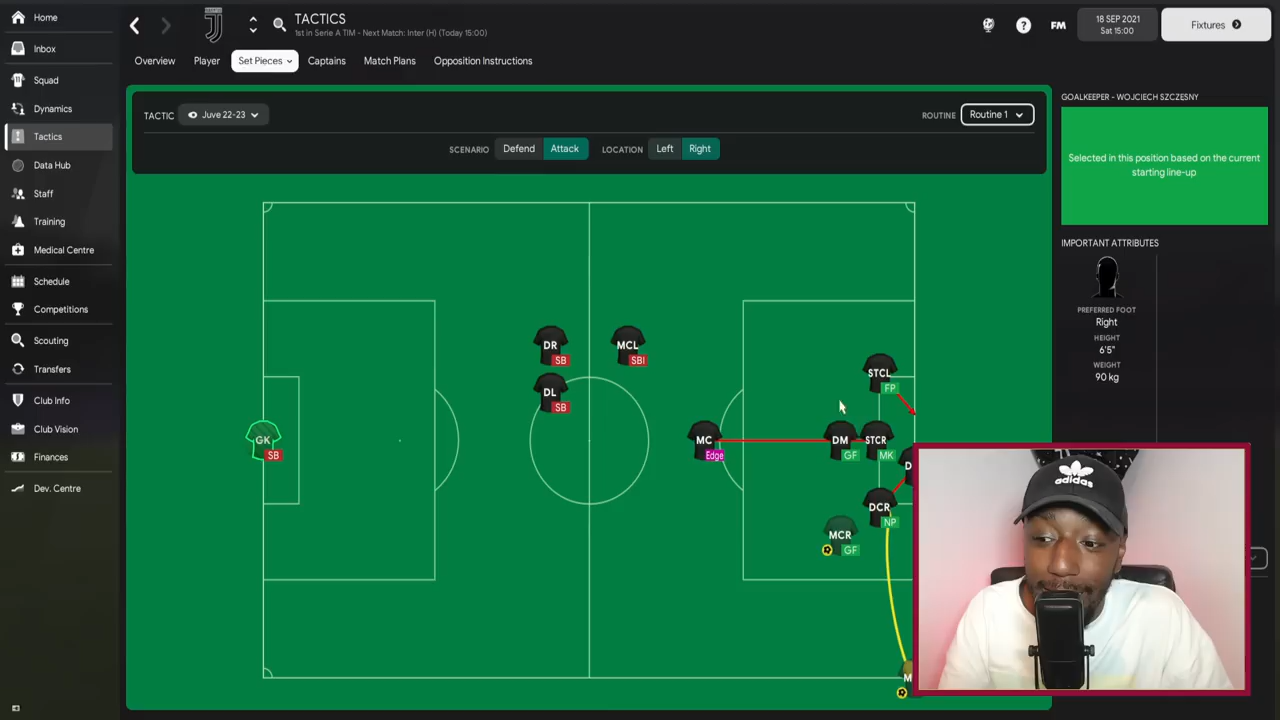 Home
Inbox
Squad
Dynamics
Tactics
Data Hub
Staff
Training
Medical Centre
Schedule
Competitions
Scouting
Transfers
Club Info
Club Vision
Finances
Dev. Centre
TACTICS
1st in Serie A TIM - Next Match: Inter (H) (Today 15:00)
FM
18 SEP 2021
Sat 15:00
Fixtures
Overview
Player
Set Pieces
Captains
Match Plans
Opposition Instructions
TACTIC
Juve 22-23
ROUTINE
Routine 1
SCENARIO
Defend
Attack
LOCATION
Left
Right
DR
SB
MCL
SBI
DL
SB
GK
SB
MC
Edge
STCL
FP
DM
GF
STCR
MK
DCR
NP
MCR
GF
GOALKEEPER - WOJCIECH SZCZESNY
Selected in this position based on the current
starting line-up
IMPORTANT ATTRIBUTES
PREFERRED FOOT
Right
HEIGHT
6'5"
WEIGHT
90 kg
adidas